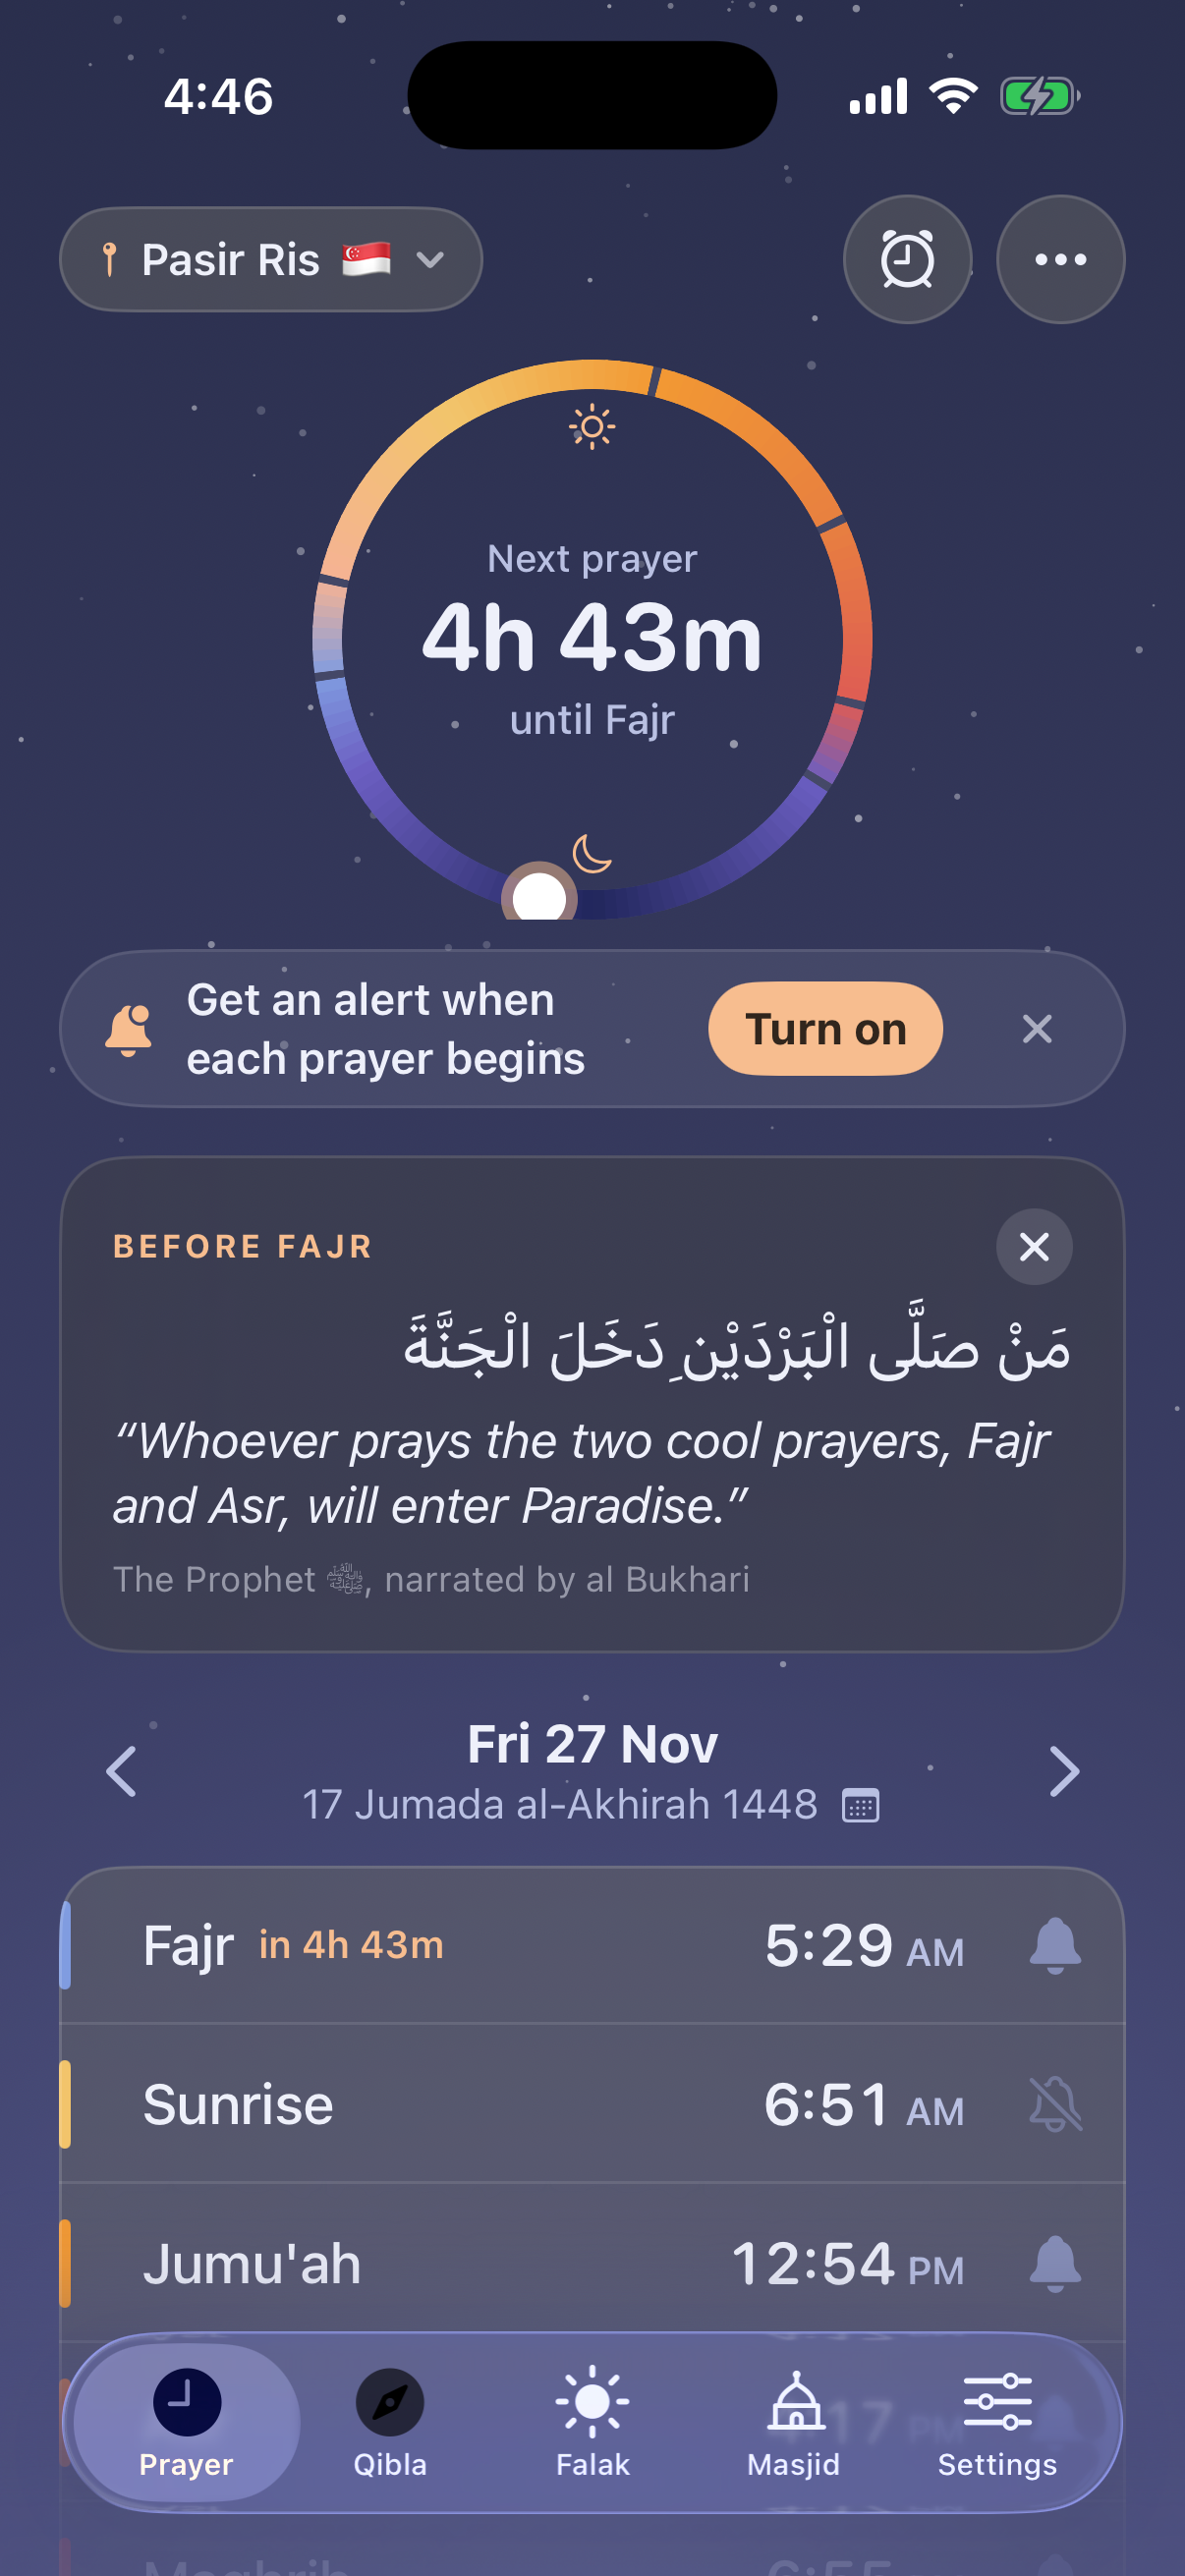 4:46
Pasir Ris 🇸🇬
Next prayer
4h 43m
until Fajr
Get an alert when
each prayer begins
Turn on
BEFORE FAJR
مَنْ صَلَّى الْبَرْدَيْنِ دَخَلَ الْجَنَّةَ
“Whoever prays the two cool prayers, Fajr
and Asr, will enter Paradise.”
The Prophet ﷺ, narrated by al Bukhari
Fri 27 Nov
17 Jumada al-Akhirah 1448
Fajr in 4h 43m 5:29 AM
Sunrise 6:51 AM
Jumu'ah 12:54 PM
Prayer Qibla Falak Masjid Settings